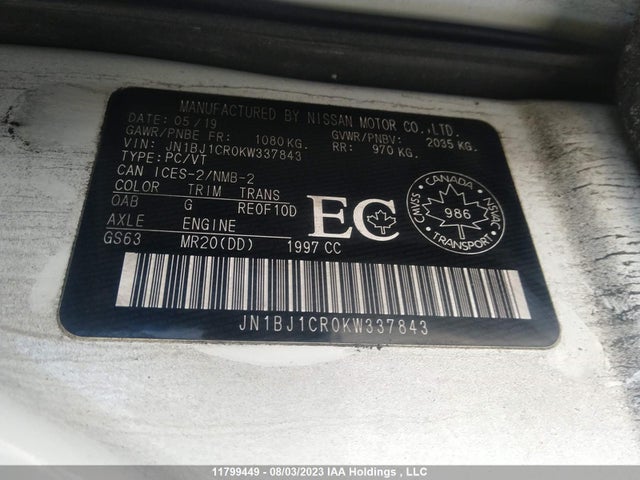 MANUFACTURED BY NISSAN MOTOR CO.,LTD.
DATE: 05/19
GAWR/PNBE FR: 1080KG. GVWR/PNBV: 2035 KG.
VIN: JN1BJ1CR0KW337843 RR: 970 KG.
TYPE: PC/VT
CAN ICES-2/NMB-2
COLOR TRIM TRANS
QAB G RE0F10D
AXLE ENGINE
GS63 MR20(DD) 1997 CC
EC
CANADA
CMVSS NSVAC
986
TRANSPORT
JN1BJ1CR0KW337843
11799449 - 08/03/2023 IAA Holdings , LLC